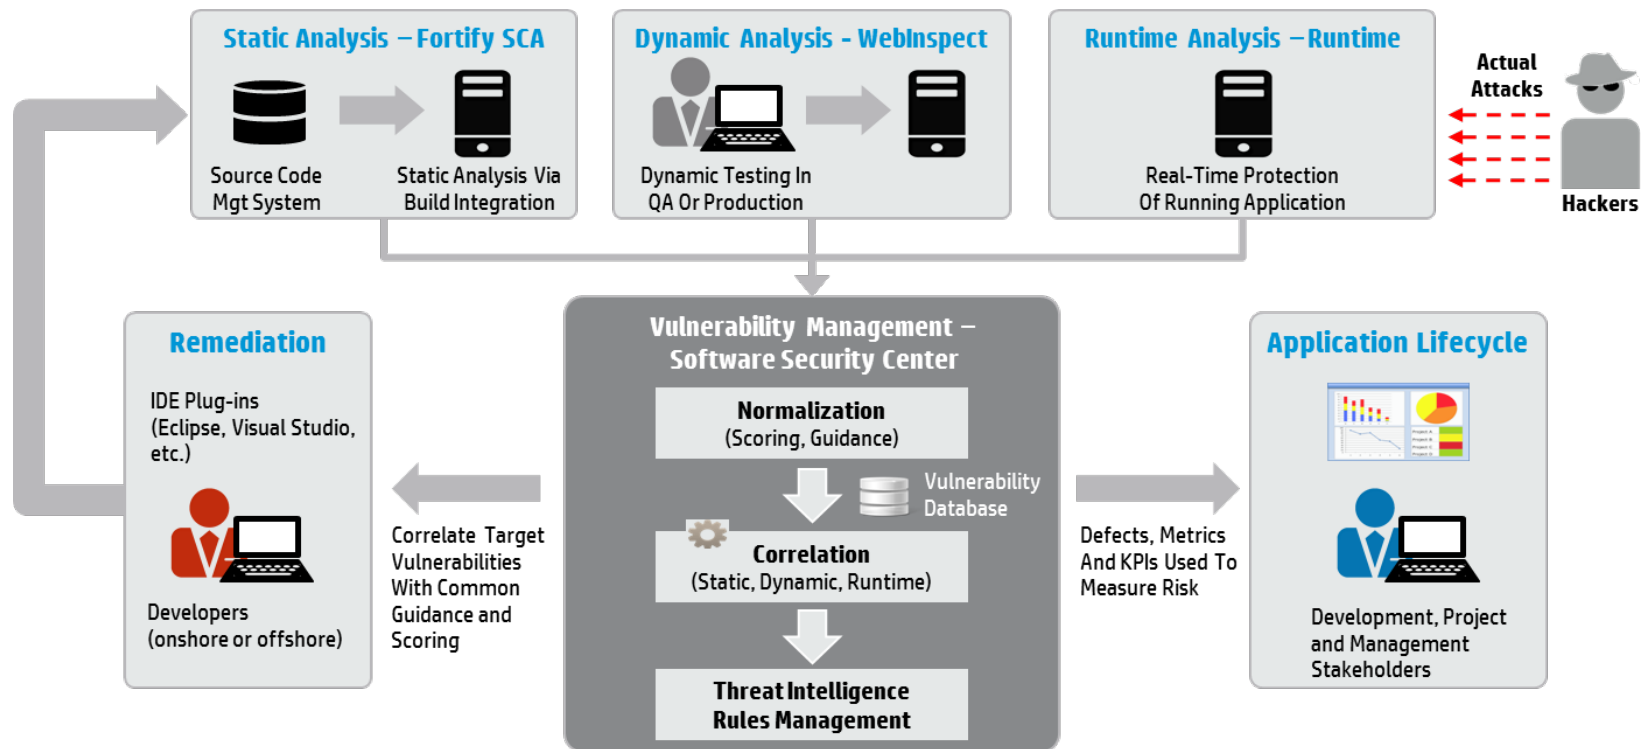 Static Analysis – Fortify SCA
Source Code
Mgt System
Static Analysis Via
Build Integration
Dynamic Analysis - WebInspect
Dynamic Testing In
QA Or Production
Runtime Analysis – Runtime
Real-Time Protection
Of Running Application
Actual
Attacks
Hackers
Remediation
IDE Plug-ins
(Eclipse, Visual Studio,
etc.)
Developers
(onshore or offshore)
Correlate Target
Vulnerabilities
With Common
Guidance and
Scoring
Vulnerability Management –
Software Security Center
Normalization
(Scoring, Guidance)
Vulnerability
Database
Correlation
(Static, Dynamic, Runtime)
Threat Intelligence
Rules Management
Defects, Metrics
And KPIs Used To
Measure Risk
Application Lifecycle
Project A
Project B
Project C
Project D
Development, Project
and Management
Stakeholders